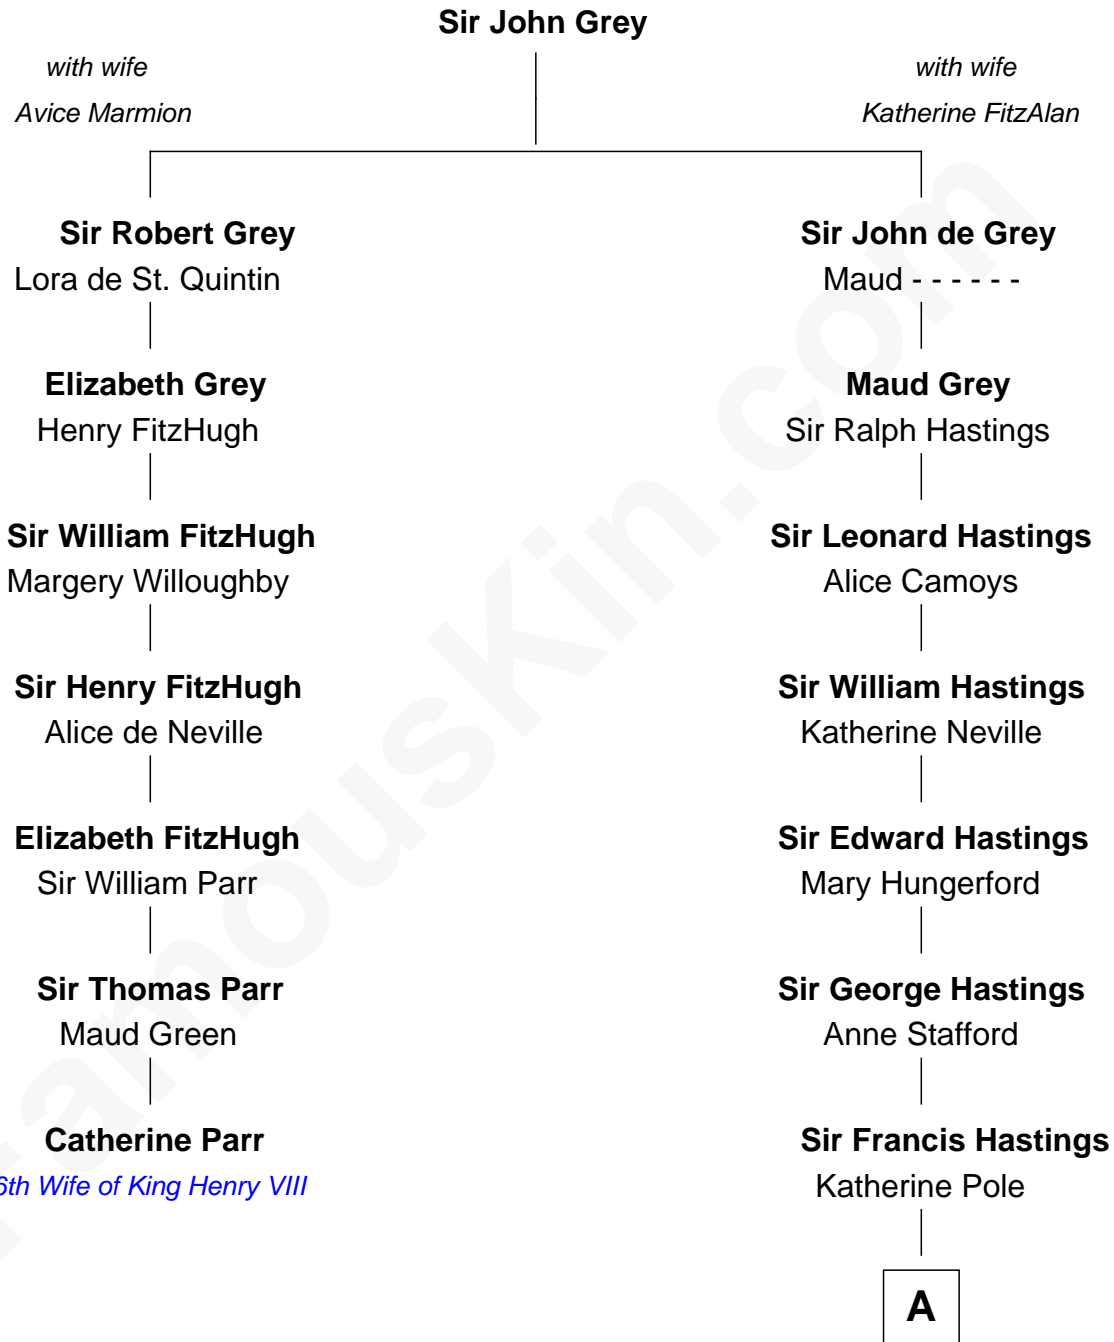 Sir John Grey
with wife
Avice Marmion
with wife
Katherine FitzAlan
Sir Robert Grey
Lora de St. Quintin
Sir John de Grey
Maud - - - - - -
Elizabeth Grey
Henry FitzHugh
Maud Grey
Sir Ralph Hastings
Sir William FitzHugh
Margery Willoughby
Sir Leonard Hastings
Alice Camoys
Sir Henry FitzHugh
Alice de Neville
Sir William Hastings
Katherine Neville
Elizabeth FitzHugh
Sir William Parr
Sir Edward Hastings
Mary Hungerford
Sir Thomas Parr
Maud Green
Sir George Hastings
Anne Stafford
Catherine Parr
6th Wife of King Henry VIII
Sir Francis Hastings
Katherine Pole
A
FamousKin.com